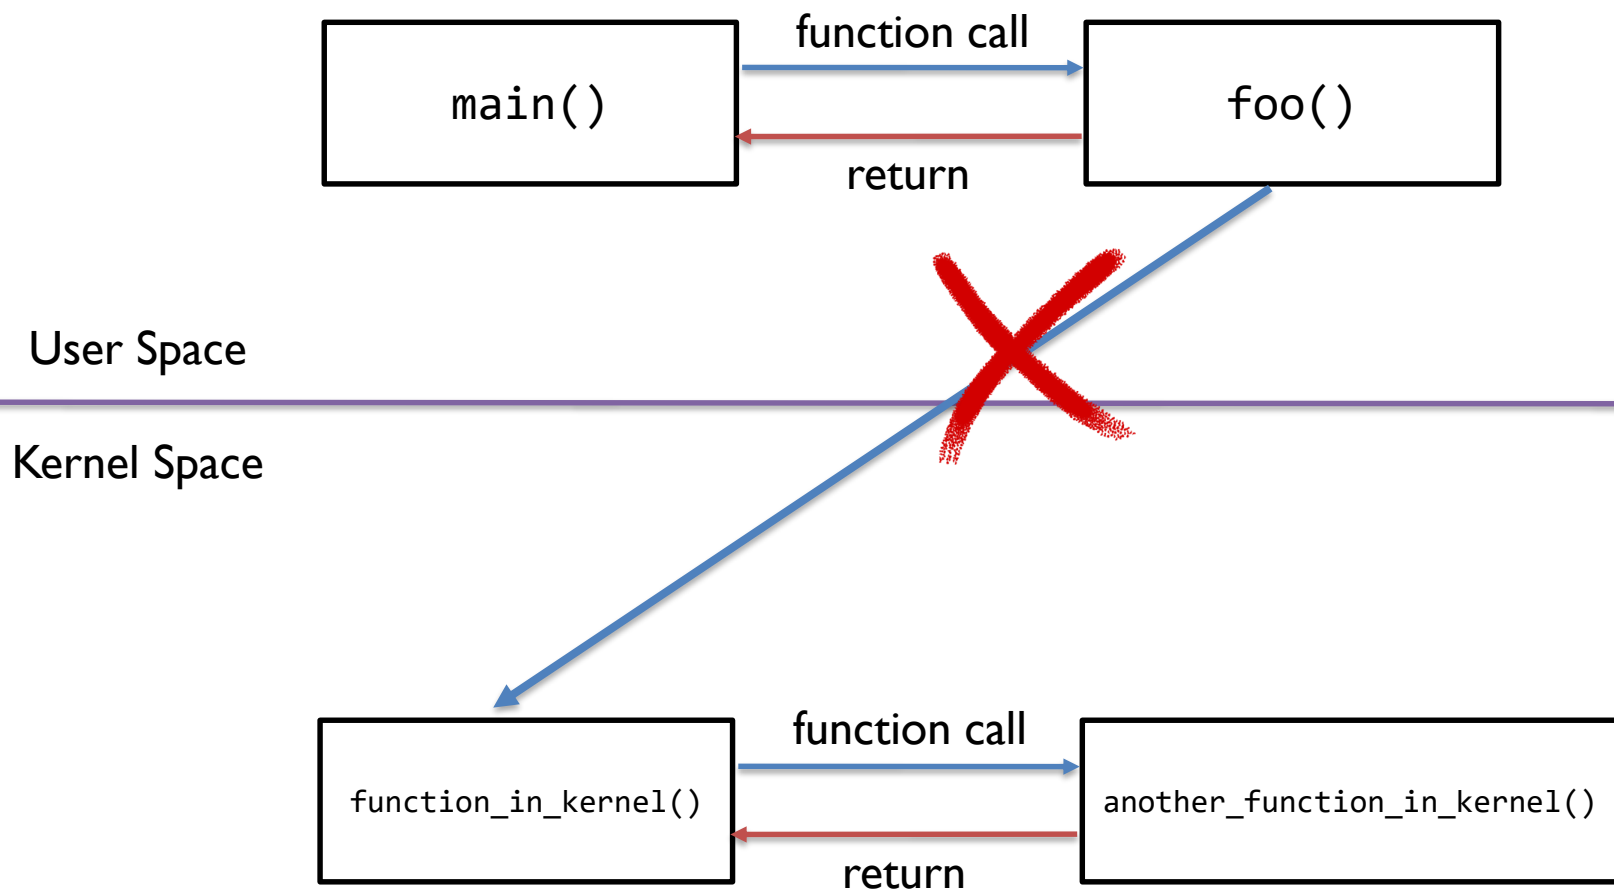 function call
main()
foo()
return
User Space
Kernel Space
function call
function_in_kernel()
another_function_in_kernel()
return